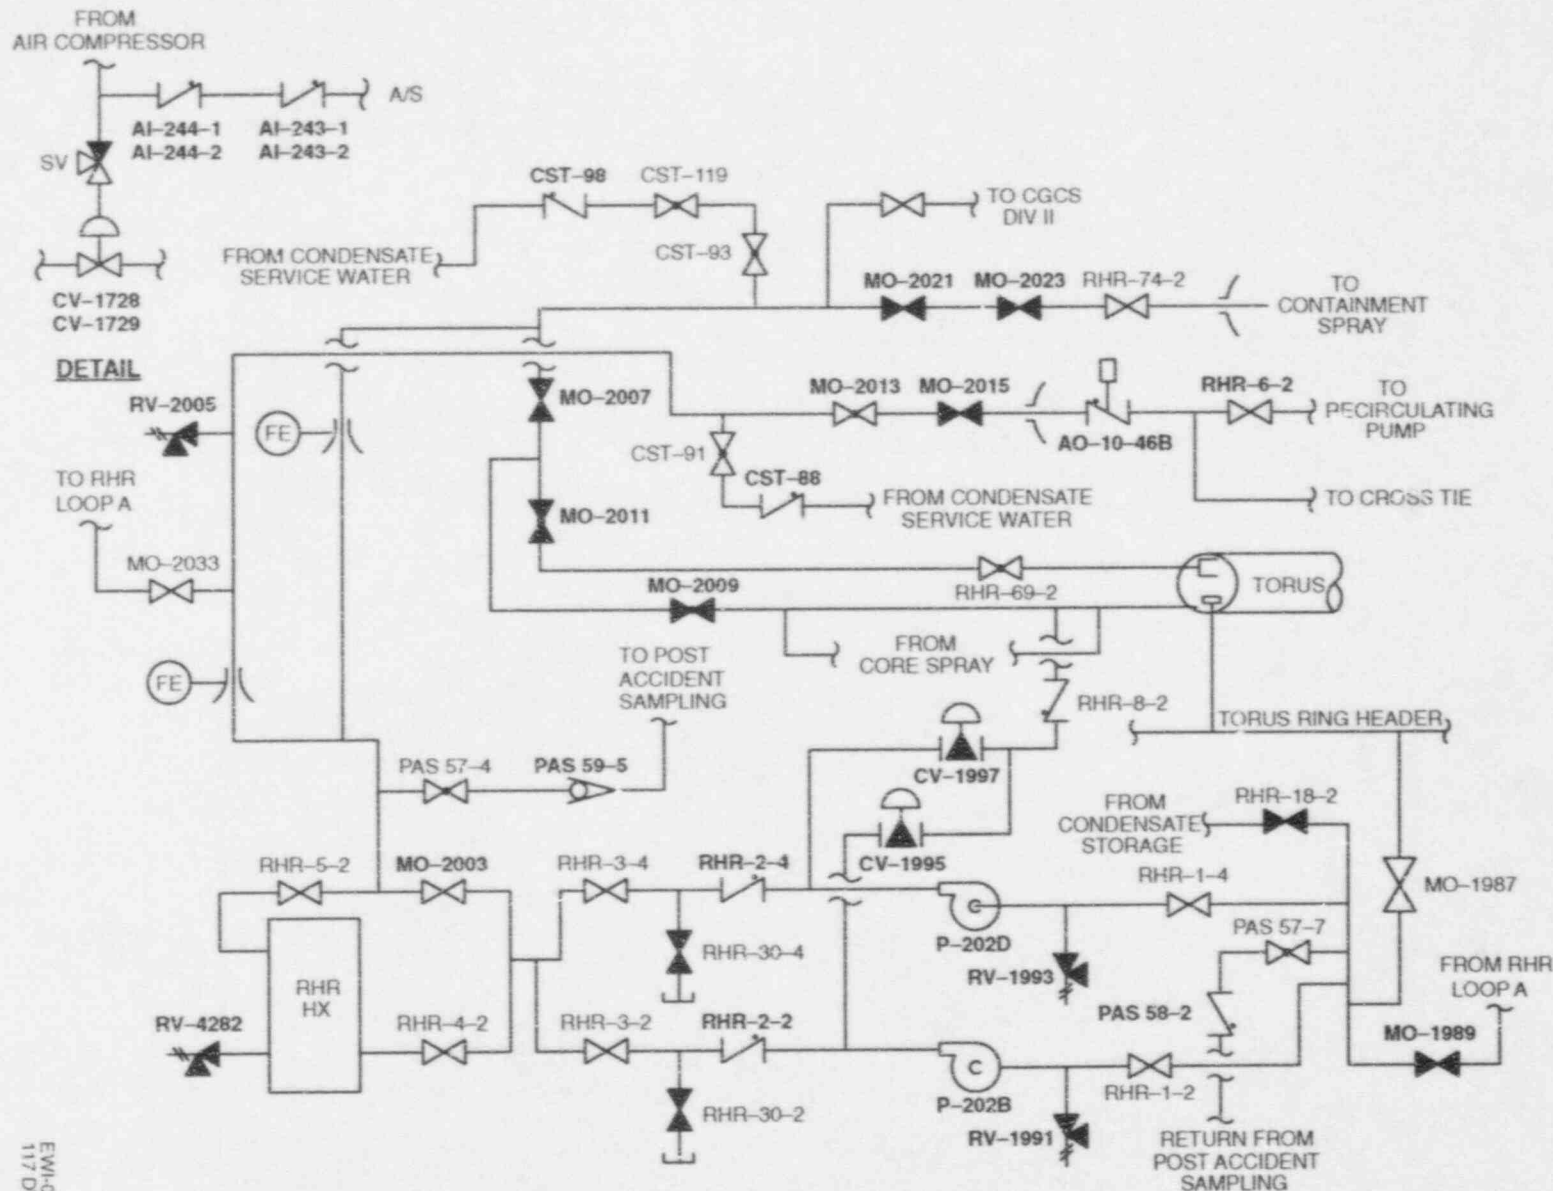 FROM
AIR COMPRESSOR
A/S
AI-244-1
AI-244-2
AI-243-1
AI-243-2
SV
CV-1728
CV-1729
DETAIL
CST-98
CST-119
FROM CONDENSATE
SERVICE WATER
CST-93
TO CGCS
DIV II
MO-2021
MO-2023
RHR-74-2
TO
CONTAINMENT
SPRAY
RV-2005
FE
MO-2007
MO-2013
MO-2015
AO-10-46B
RHR-6-2
TO
RECIRCULATING
PUMP
CST-91
CST-88
FROM CONDENSATE
SERVICE WATER
TO CROSS TIE
TO RHR
LOOP A
MO-2011
MO-2033
MO-2009
RHR-69-2
TORUS
FROM
CORE SPRAY
TO POST
ACCIDENT
SAMPLING
FE
RHR-8-2
TORUS RING HEADER
PAS 57-4
PAS 59-5
CV-1997
CV-1995
FROM
CONDENSATE
STORAGE
RHR-18-2
RHR-5-2
MO-2003
RHR-3-4
RHR-2-4
RHR-1-4
MO-1987
C
P-202D
PAS 57-7
RHR-30-4
RV-1993
FROM RHR
LOOP A
RHR
HX
RV-4282
RHR-4-2
RHR-3-2
RHR-2-2
PAS 58-2
MO-1989
C
P-202B
RHR-1-2
RHR-30-2
RV-1991
RETURN FROM
POST ACCIDENT
SAMPLING